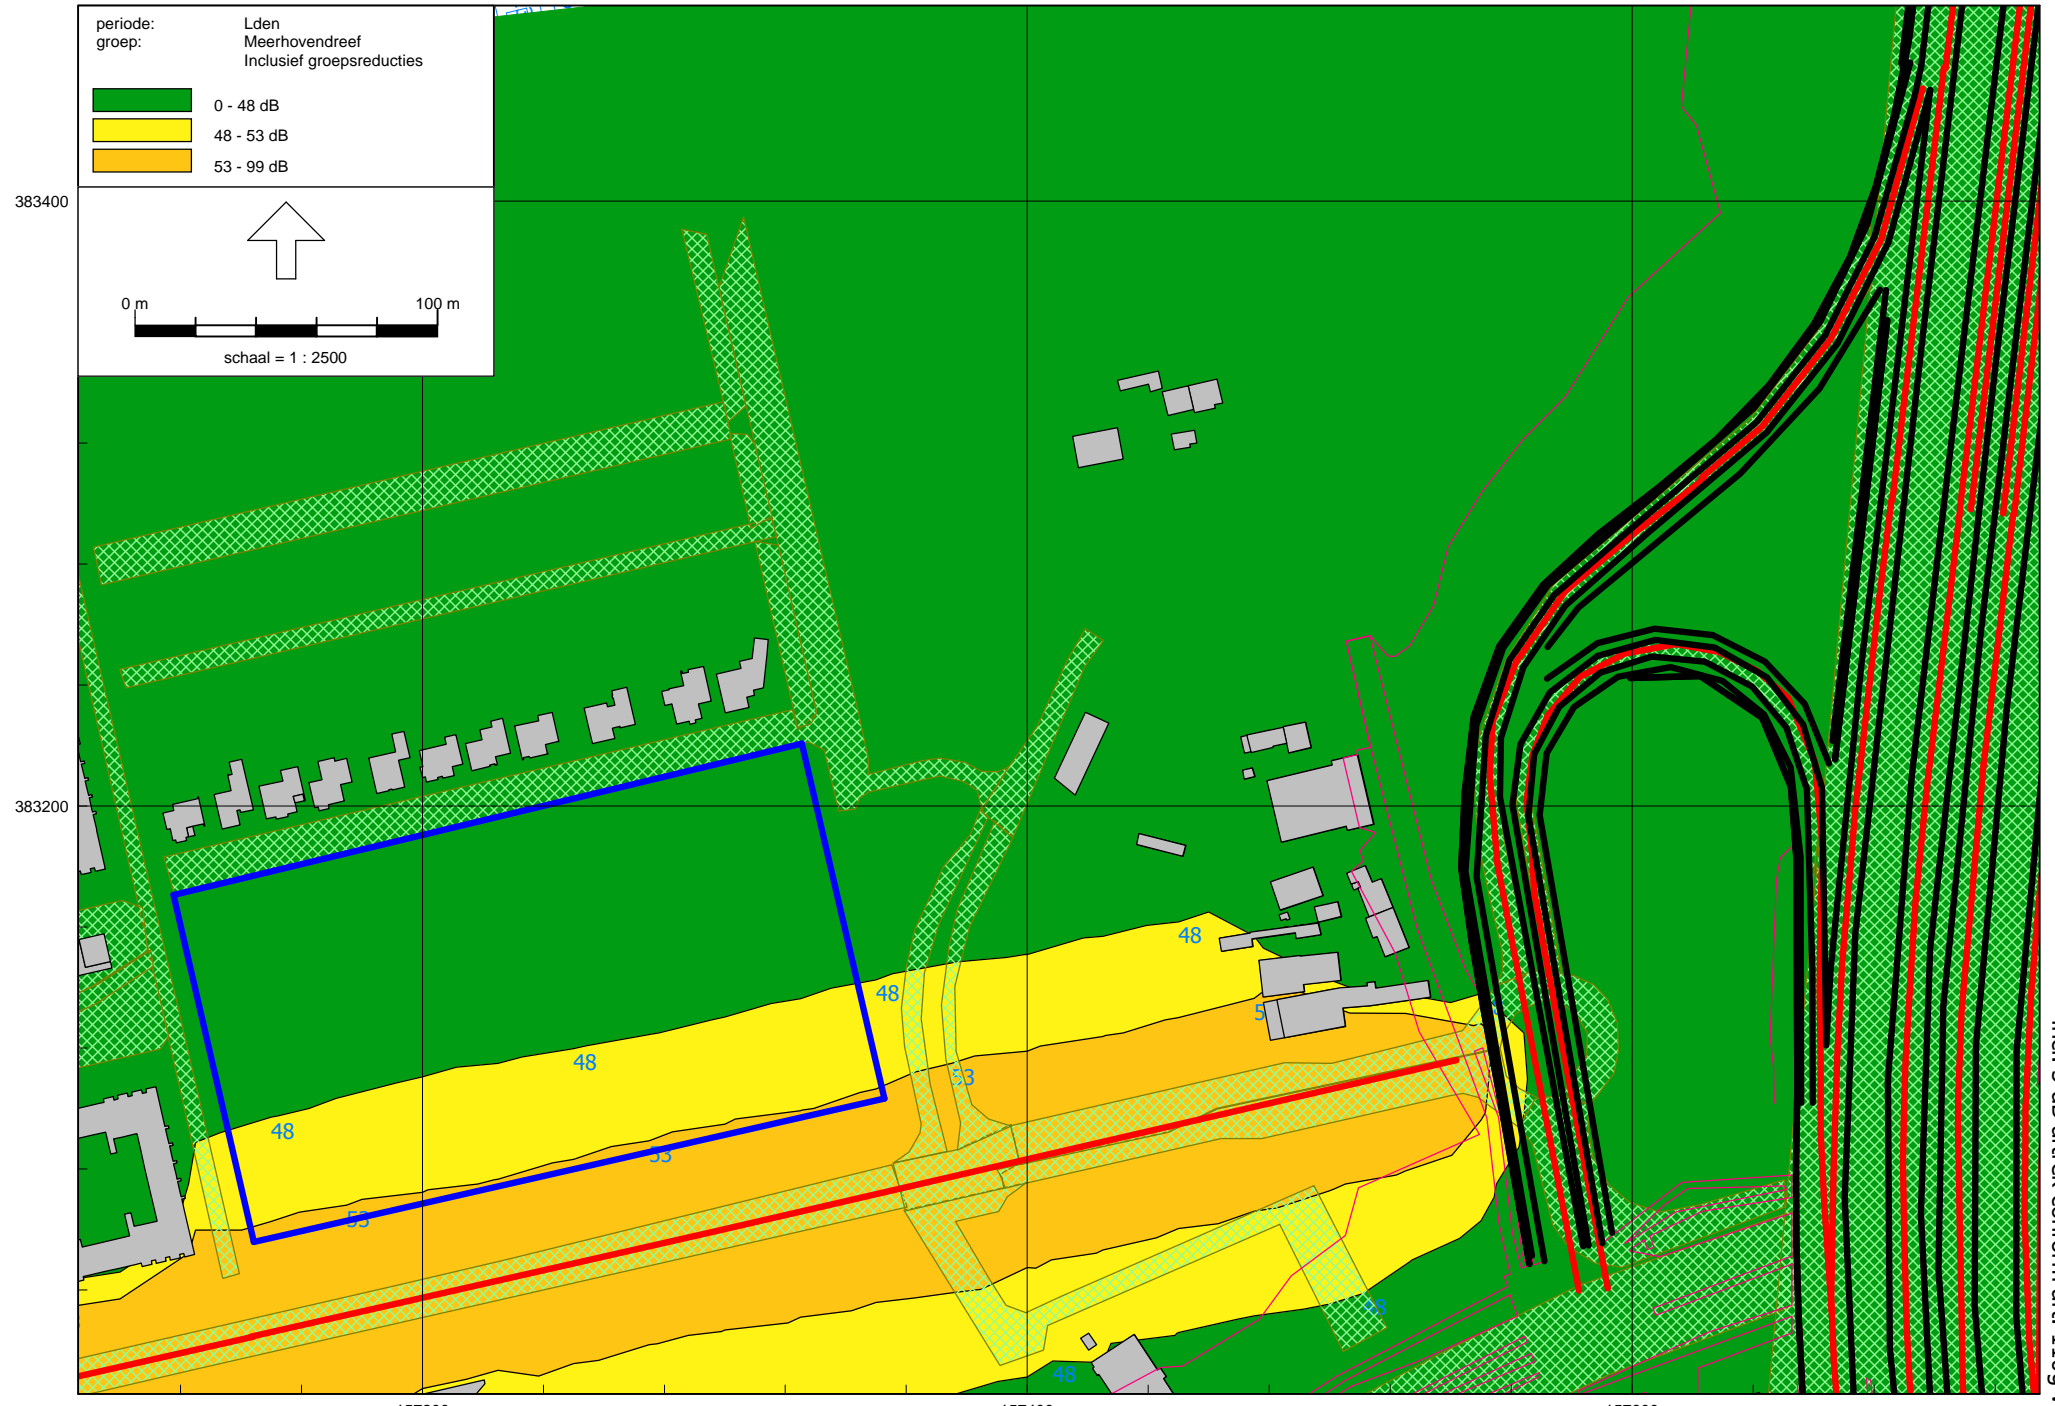 periode: Lden
groep: Meerhovendreef
Inclusief groepsreducties
0 - 48 dB
48 - 53 dB
53 - 99 dB
383400
0 m 100 m
schaal = 1 : 2500
383200
48
48
48
48
53
53
53
48
48